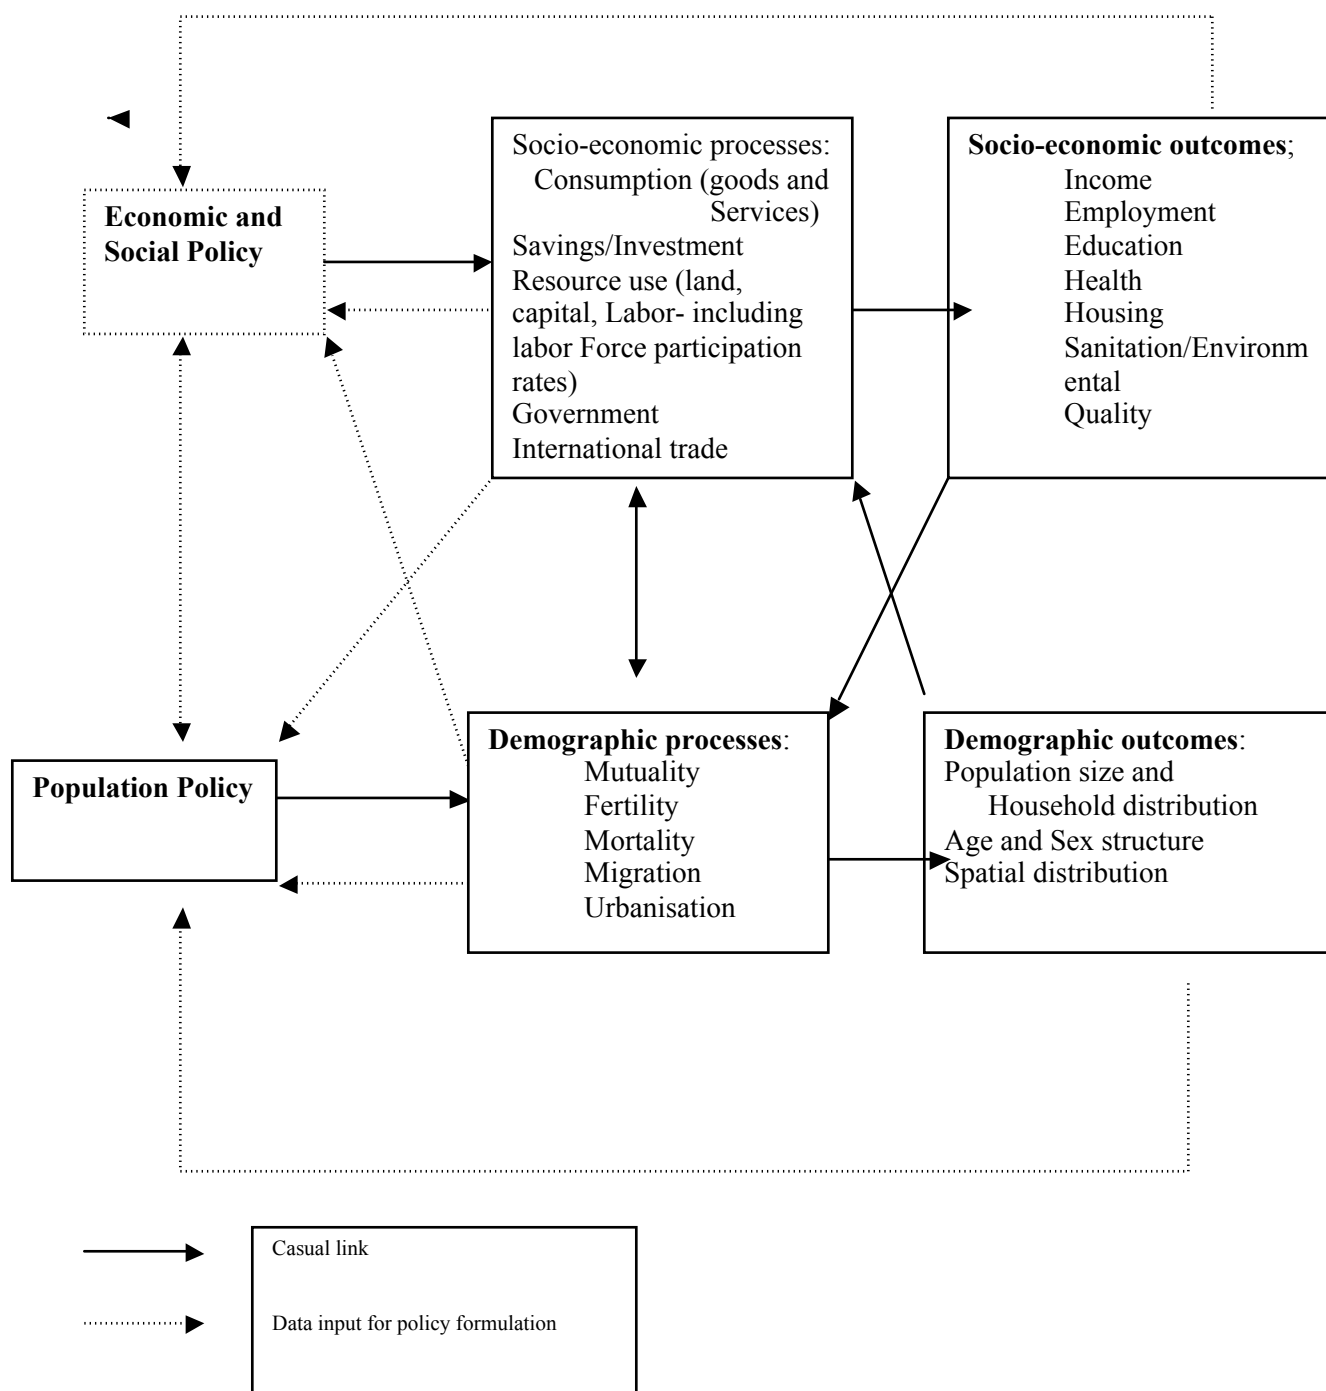 Economic and
Social Policy
Socio-economic processes:
Consumption (goods and
Services)
Savings/Investment
Resource use (land,
capital, Labor- including
labor Force participation
rates)
Government
International trade
Socio-economic outcomes;
Income
Employment
Education
Health
Housing
Sanitation/Environm
ental
Quality
Population Policy
Demographic processes:
Mutuality
Fertility
Mortality
Migration
Urbanisation
Demographic outcomes:
Population size and
Household distribution
Age and Sex structure
Spatial distribution
Casual link
Data input for policy formulation